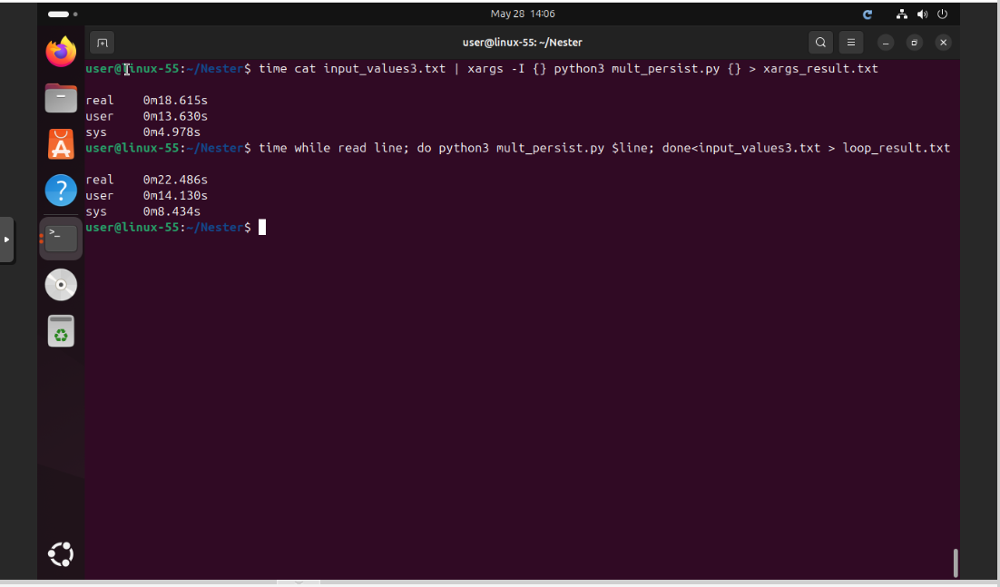 May 28 14:06
user@linux-55: ~/Nester
user@linux-55:~/Nester$ time cat input_values3.txt | xargs -I {} python3 mult_persist.py {} > xargs_result.txt
real 0m18.615s
user 0m13.630s
sys 0m4.978s
user@linux-55:~/Nester$ time while read line; do python3 mult_persist.py $line; done<input_values3.txt > loop_result.txt
real 0m22.486s
user 0m14.130s
sys 0m8.434s
user@linux-55:~/Nester$